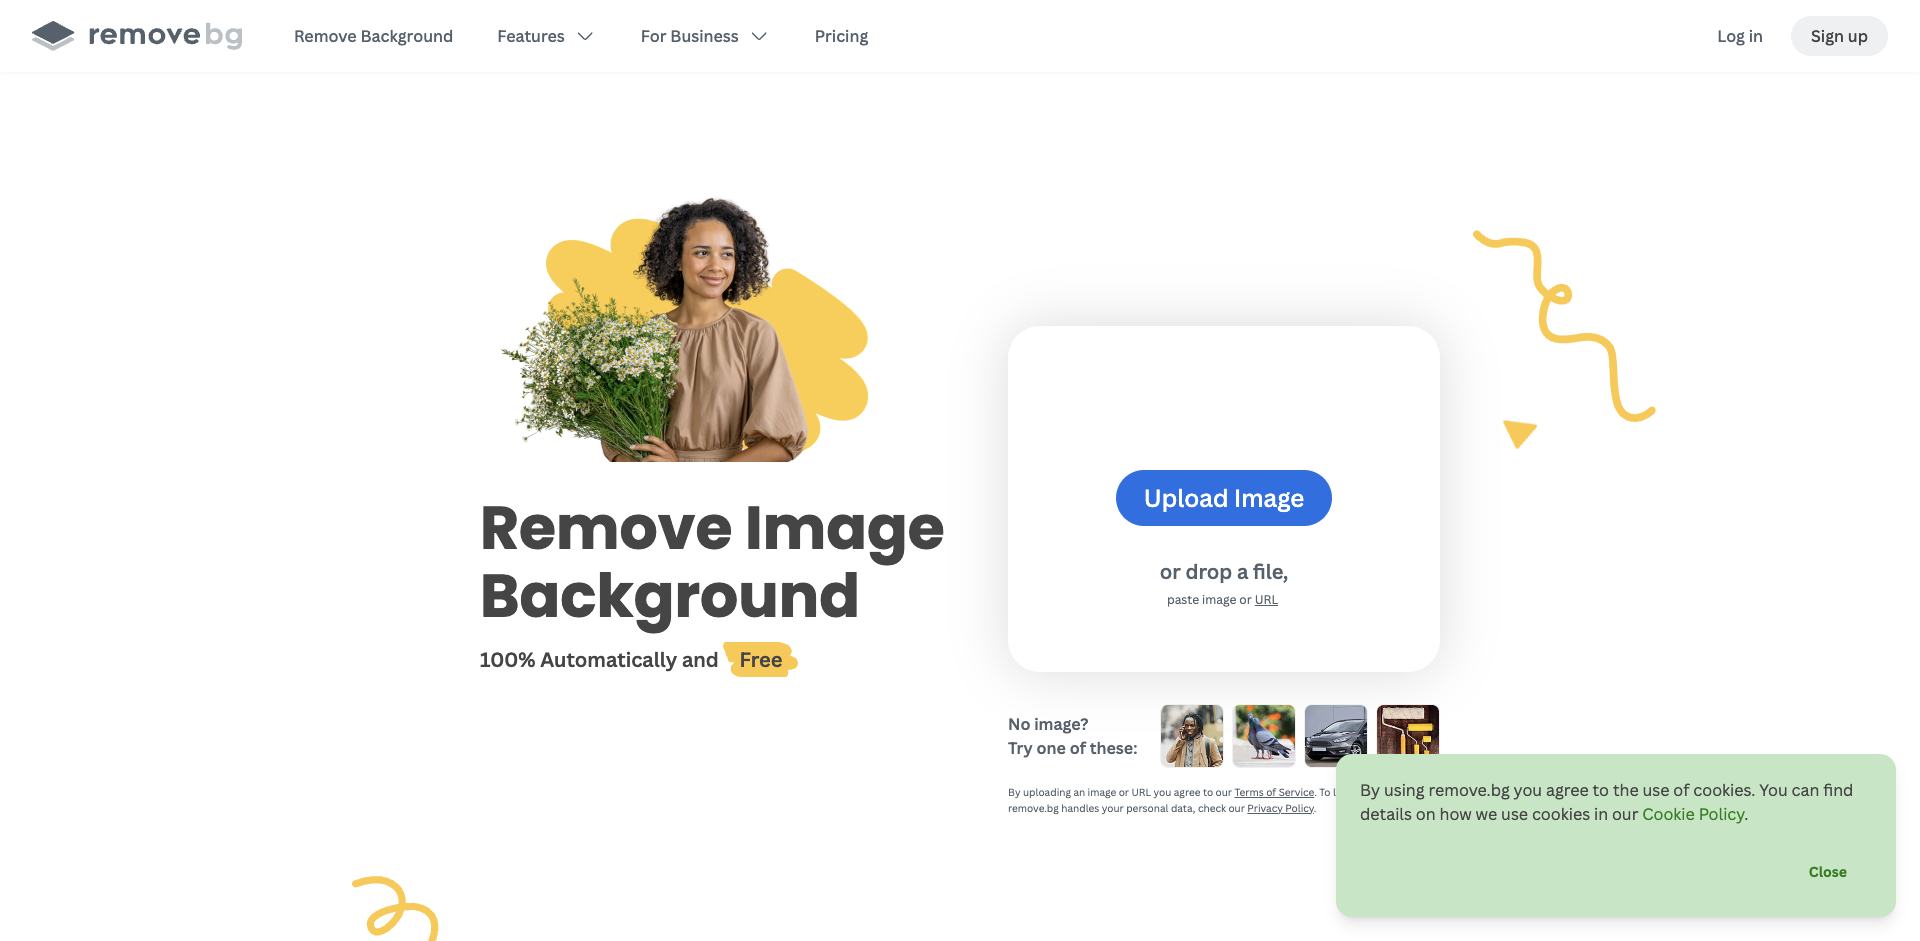 removebg
Remove Background
Features
For Business
Pricing
Log in
Sign up
Remove Image
Background
100% Automatically and Free
Upload Image
or drop a file,
paste image or URL
No image?
Try one of these:
By uploading an image or URL you agree to our Terms of Service. To l
remove.bg handles your personal data, check our Privacy Policy.
By using remove.bg you agree to the use of cookies. You can find
details on how we use cookies in our Cookie Policy.
Close